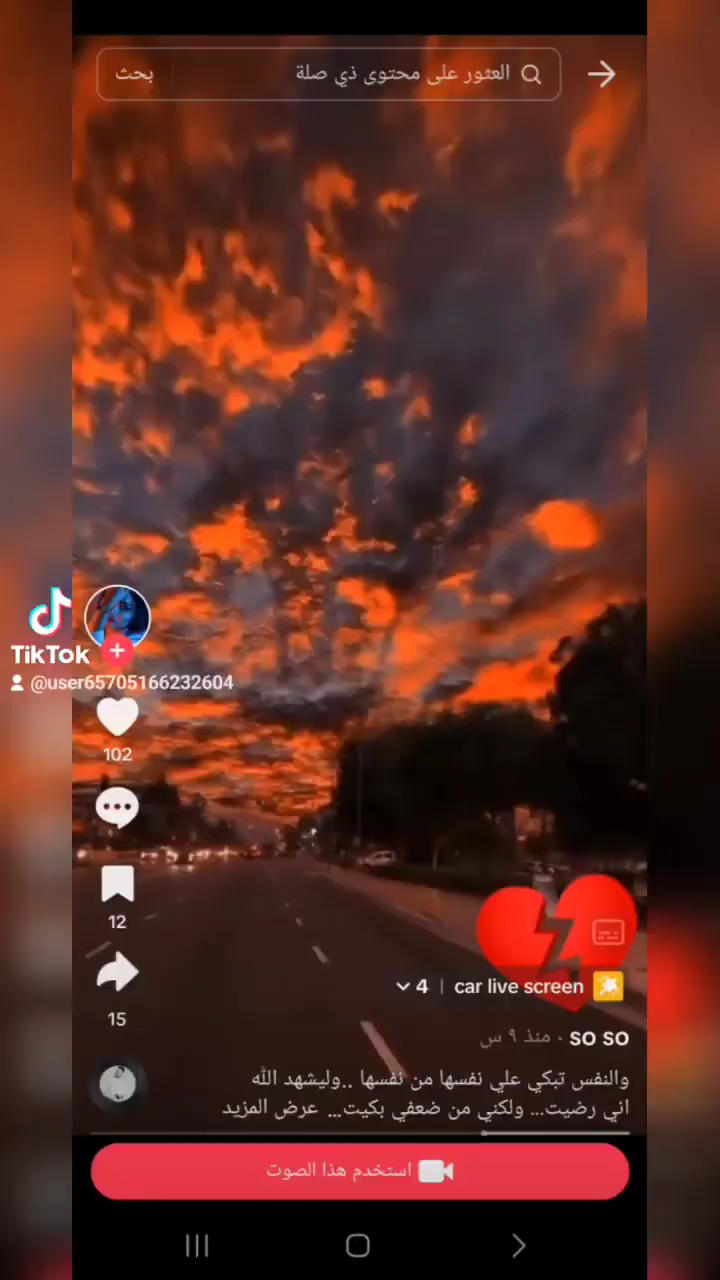 العثور على محتوى ذي صلة
بحث
TikTok
@user65705166232604
102
12
15
car live screen | 4
SO SO · منذ ٩ س
والنفس تبكي علي نفسها من نفسها ..وليشهد الله
اني رضيت... ولكني من ضعفي بكيت... عرض المزيد
استخدم هذا الصوت